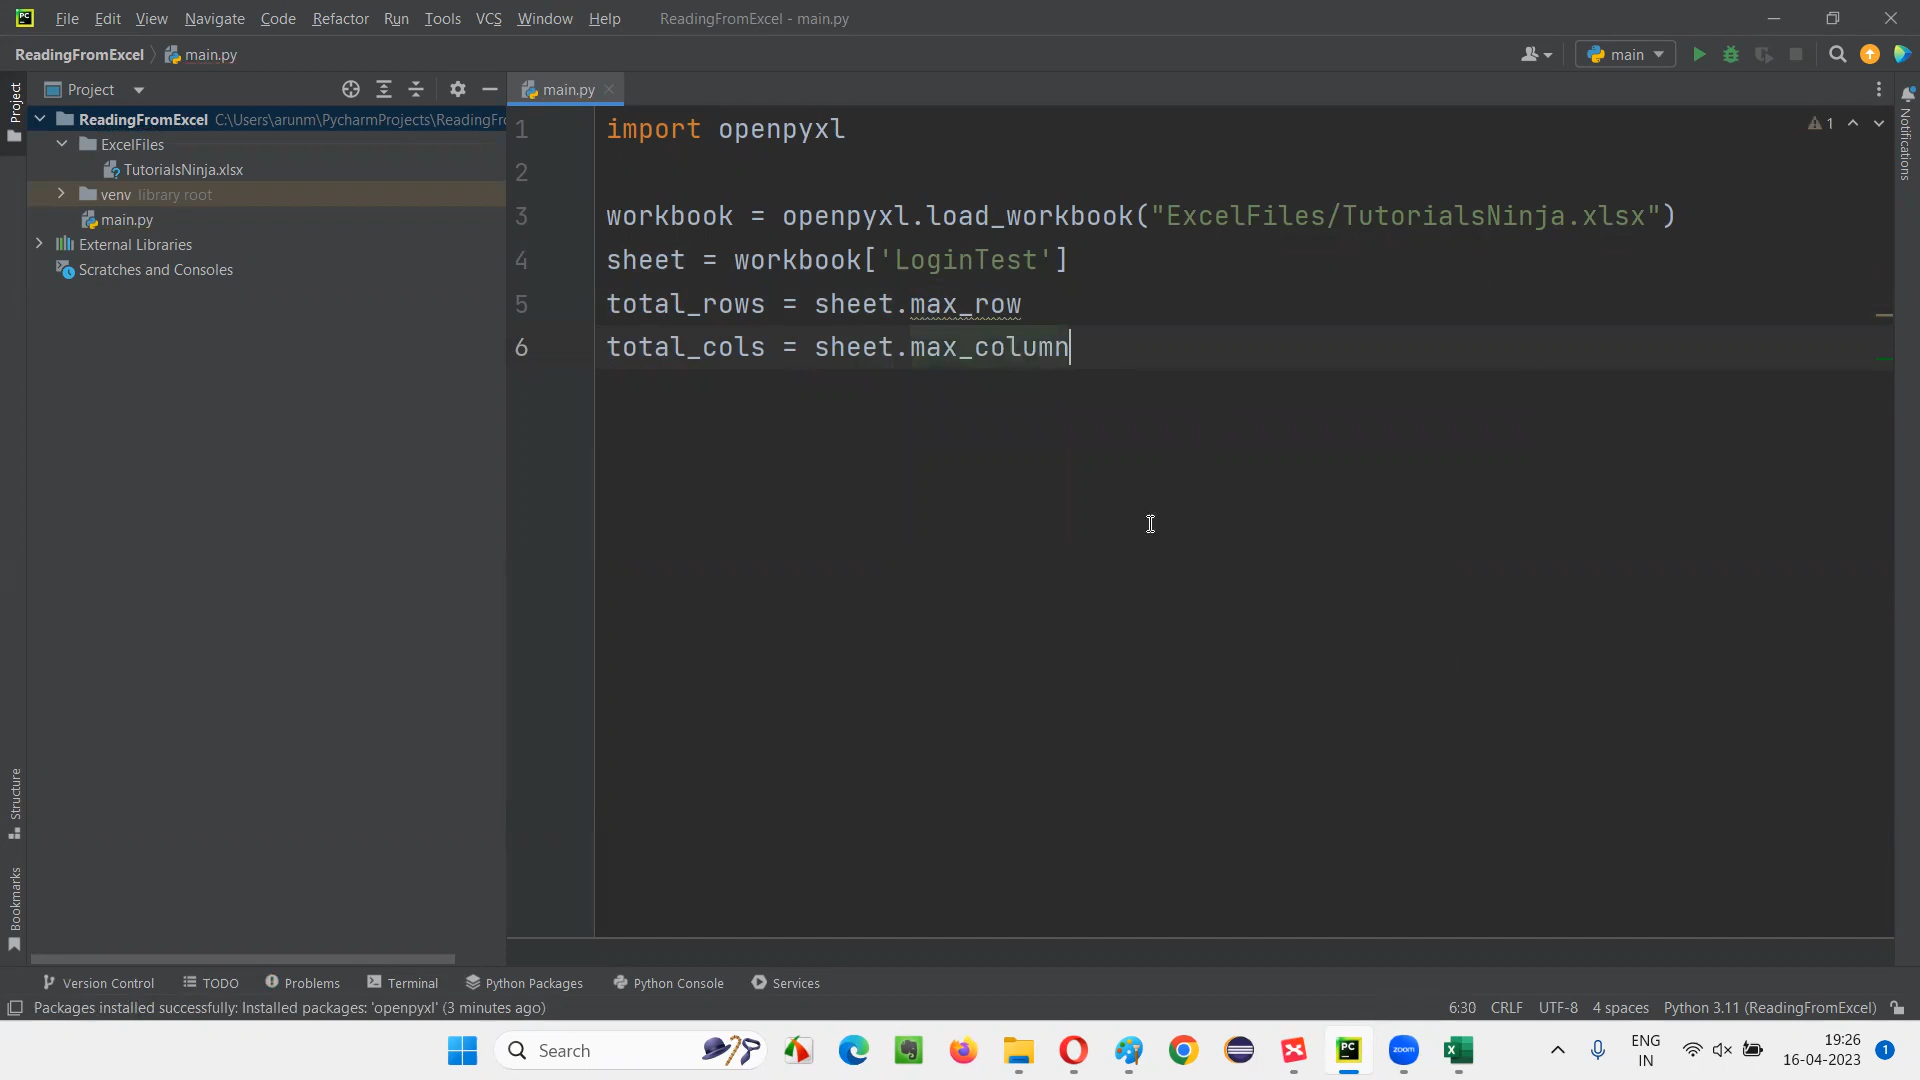 PC File Edit View Navigate Code Refactor Run Tools VCS Window Help ReadingFromExcel - main.py
ReadingFromExcel main.py main
Project main.py
ReadingFromExcel C:\Users\arunm\PycharmProjects\ReadingFr
ExcelFiles
TutorialsNinja.xlsx
venv library root
main.py
External Libraries
Scratches and Consoles
Project
Structure
Bookmarks
1 import openpyxl
2
3 workbook = openpyxl.load_workbook("ExcelFiles/TutorialsNinja.xlsx")
4 sheet = workbook['LoginTest']
5 total_rows = sheet.max_row
6 total_cols = sheet.max_column
1
Notifications
Version Control TODO Problems Terminal Python Packages Python Console Services
Packages installed successfully: Installed packages: 'openpyxl' (3 minutes ago) 6:30 CRLF UTF-8 4 spaces Python 3.11 (ReadingFromExcel)
Search PC zoom ENG 19:26
IN 16-04-2023 1